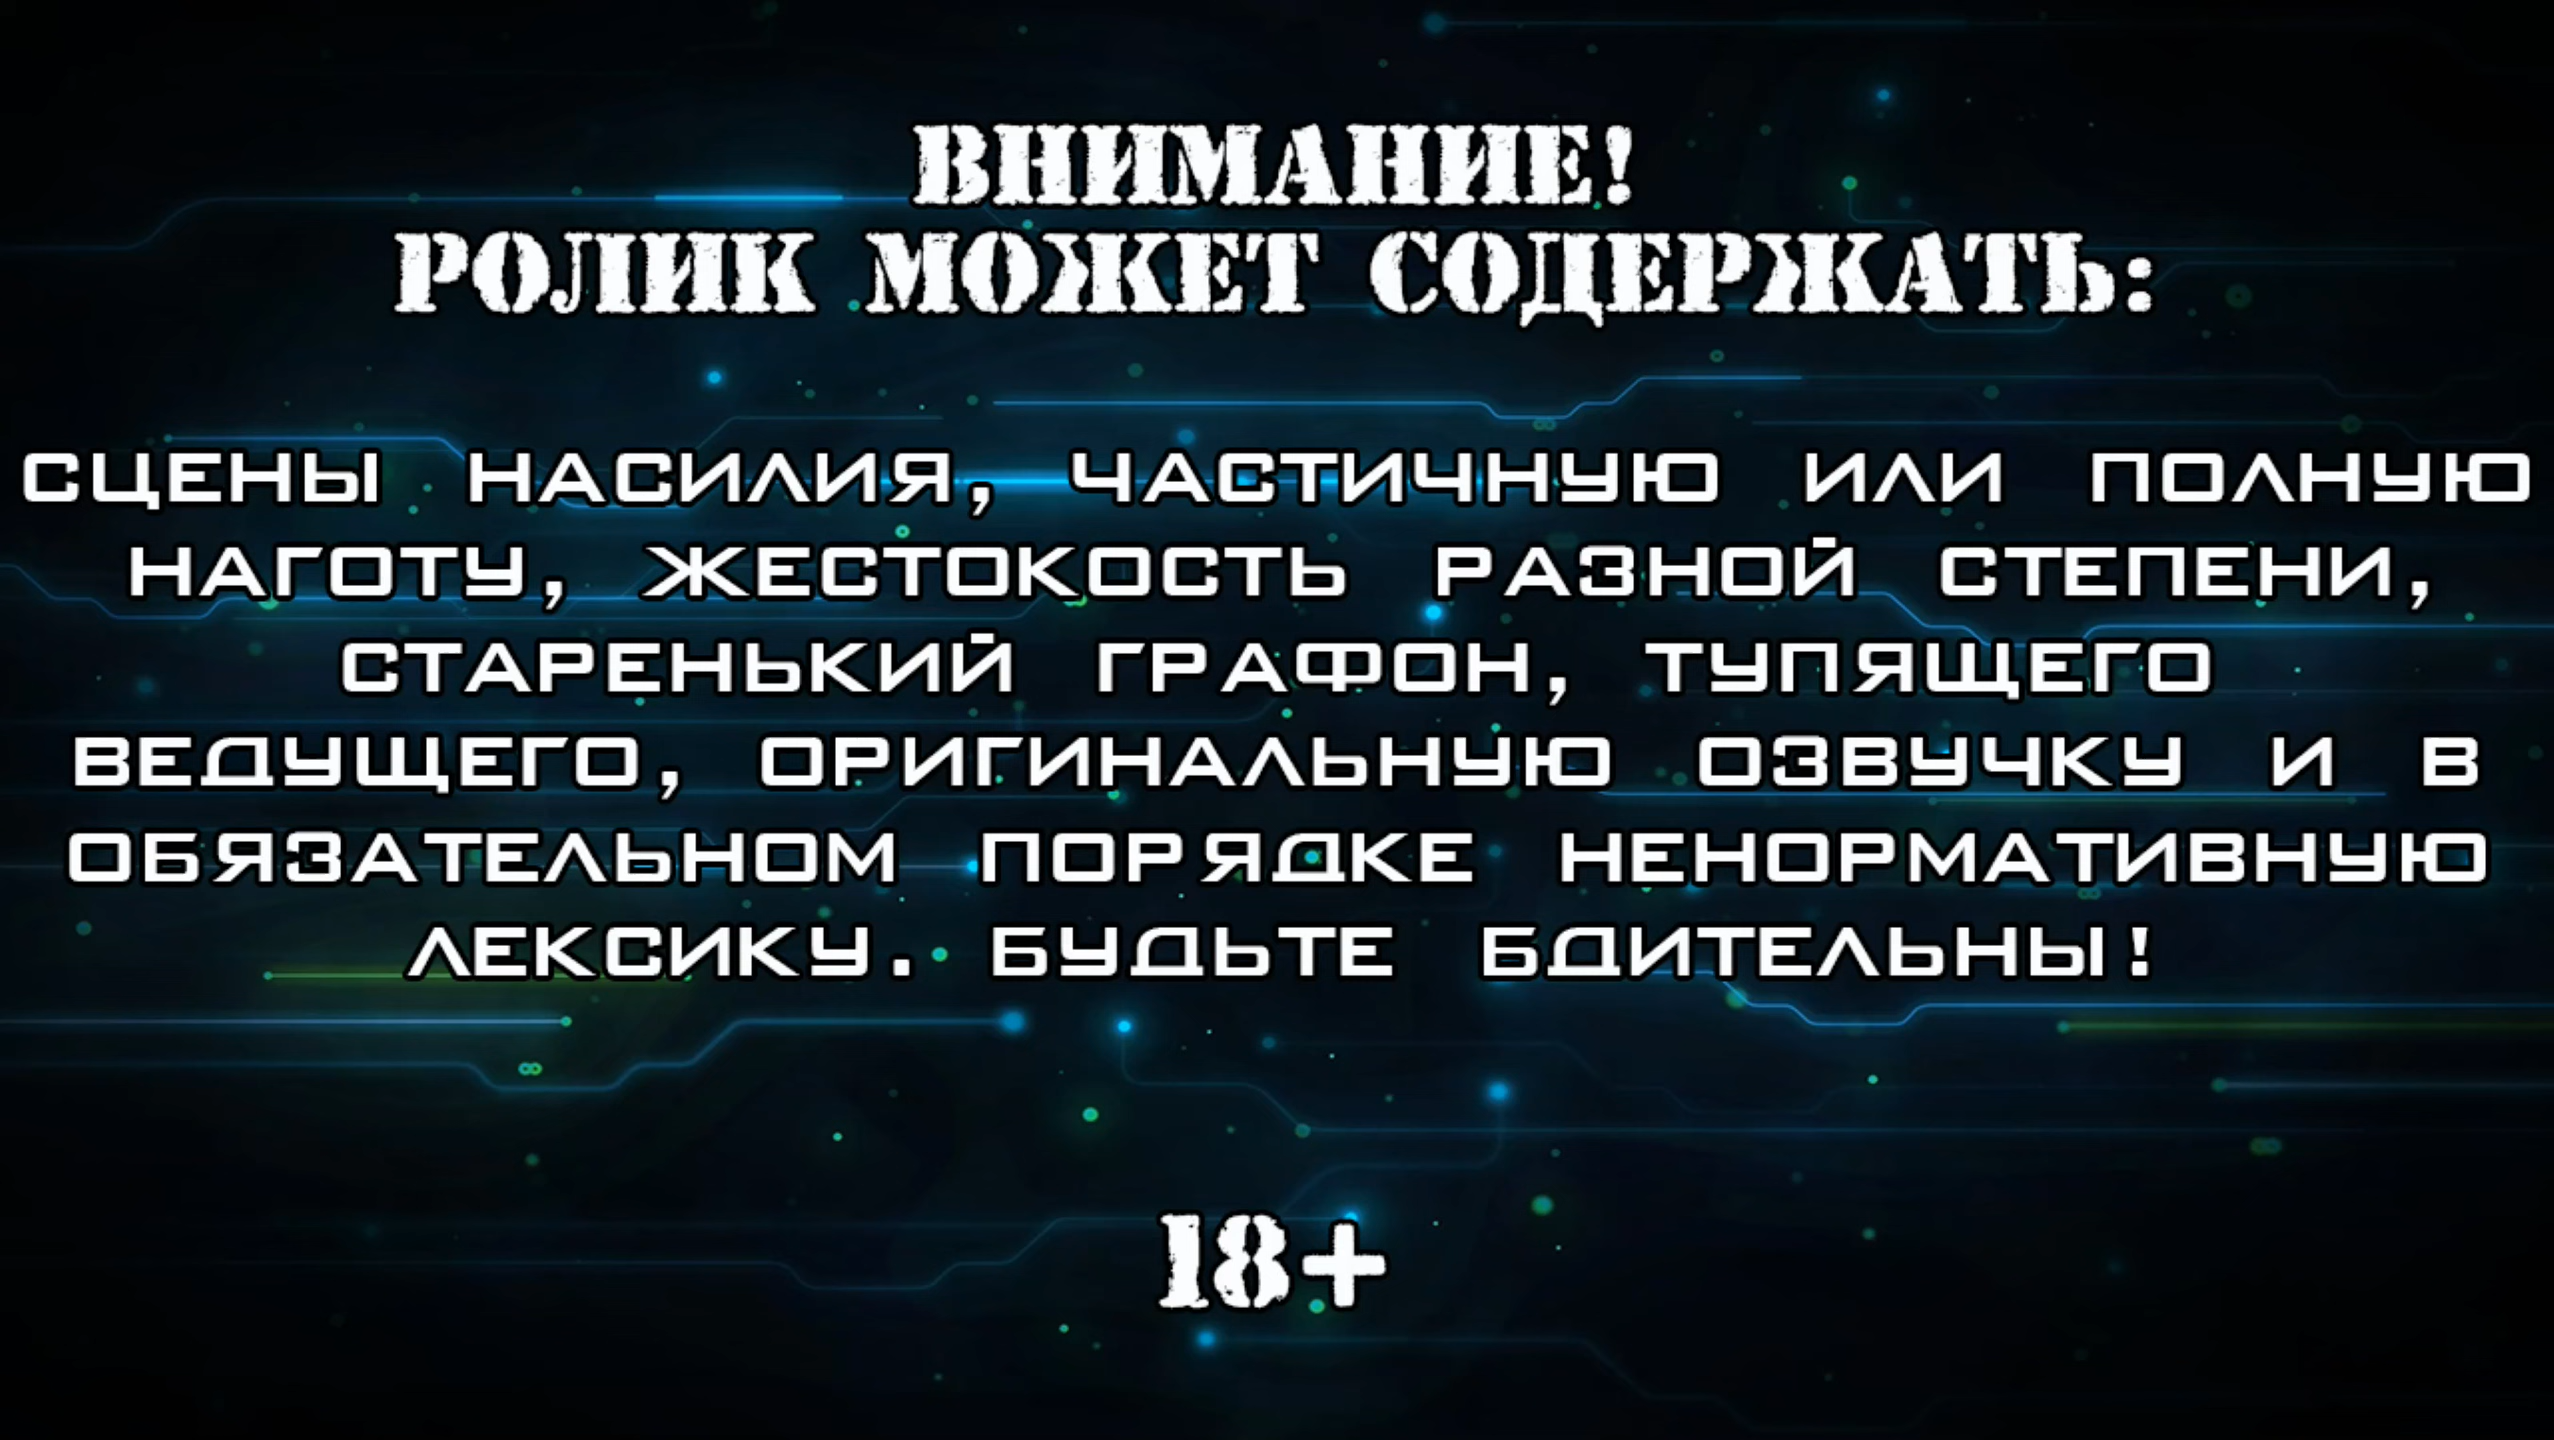 ВНИМАНИЕ!
РОЛИК МОЖЕТ СОДЕРЖАТЬ:
СЦЕНЫ НАСИЛИЯ, ЧАСТИЧНУЮ ИЛИ ПОЛНУЮ
НАГОТУ, ЖЕСТОКОСТЬ РАЗНОЙ СТЕПЕНИ,
СТАРЕНЬКИЙ ГРАФОН, ТУПЯЩЕГО
ВЕДУЩЕГО, ОРИГИНАЛЬНУЮ ОЗВУЧКУ И В
ОБЯЗАТЕЛЬНОМ ПОРЯДКЕ НЕНОРМАТИВНУЮ
ЛЕКСИКУ. БУДЬТЕ БДИТЕЛЬНЫ!
18+